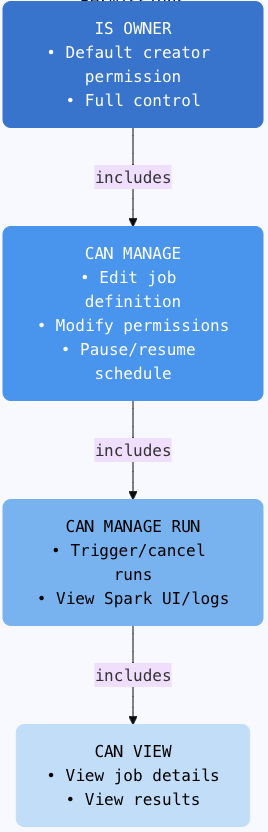 IS OWNER
• Default creator
permission
• Full control
includes
CAN MANAGE
• Edit job
definition
• Modify permissions
• Pause/resume
schedule
includes
CAN MANAGE RUN
• Trigger/cancel
runs
• View Spark UI/logs
includes
CAN VIEW
• View job details
• View results